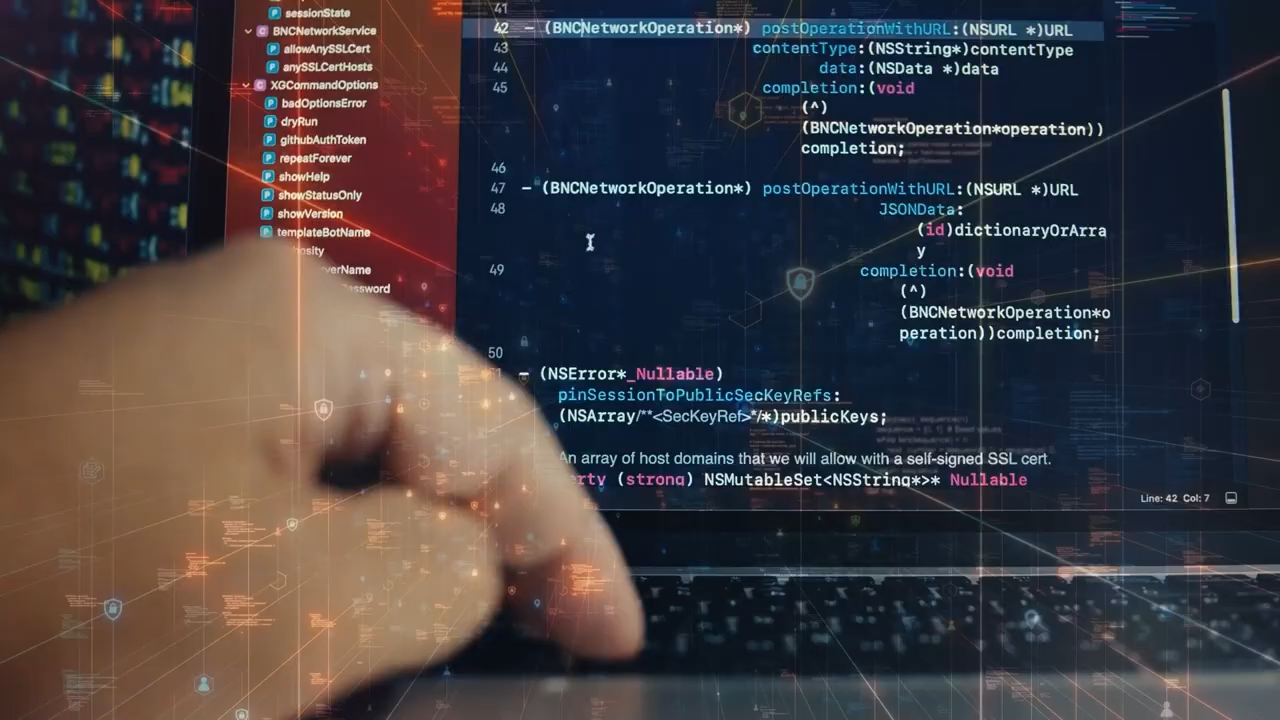 sessionState
BNCNetworkService
allowAnySSLCert
anySSLCertHosts
XGCommandOptions
badOptionsError
dryRun
githubAuthToken
repeatForever
showHelp
showStatusOnly
showVersion
templateBotName
41
42 – (BNCNetworkOperation*) postOperationWithURL:(NSURL *)URL
43 contentType:(NSString*)contentType
44 data:(NSData *)data
45 completion:(void
(^)
(BNCNetworkOperation*operation))
completion;
46
47 – (BNCNetworkOperation*) postOperationWithURL:(NSURL *)URL
48 JSONData:
(id)dictionaryOrArra
y
49 completion:(void
(^)
(BNCNetworkOperation*o
peration))completion;
50
– (NSError*_Nullable)
pinSessionToPublicSecKeyRefs:
(NSArray/**<SecKeyRef>*/*)publicKeys;
An array of host domains that we will allow with a self-signed SSL cert.
(strong) NSMutableSet<NSString*>* Nullable
Line: 42 Col: 7